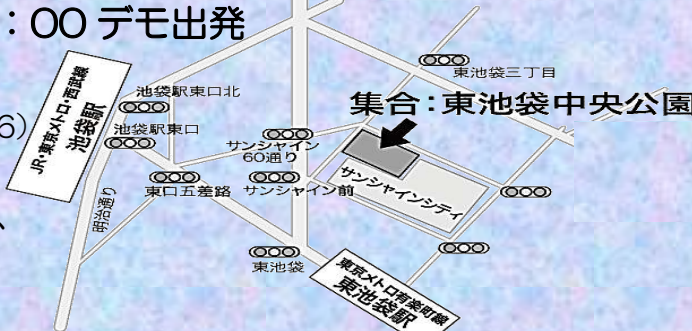 ：00 デモ出発
6)
JR・東京メトロ・西武線
池袋駅
池袋駅東口北
池袋駅東口
明治通り
東口五差路
サンシャイン
60通り
サンシャイン前
東池袋
東池袋三丁目
集合：東池袋中央公園
サンシャインシティ
東京メトロ有楽町線
東池袋駅
、